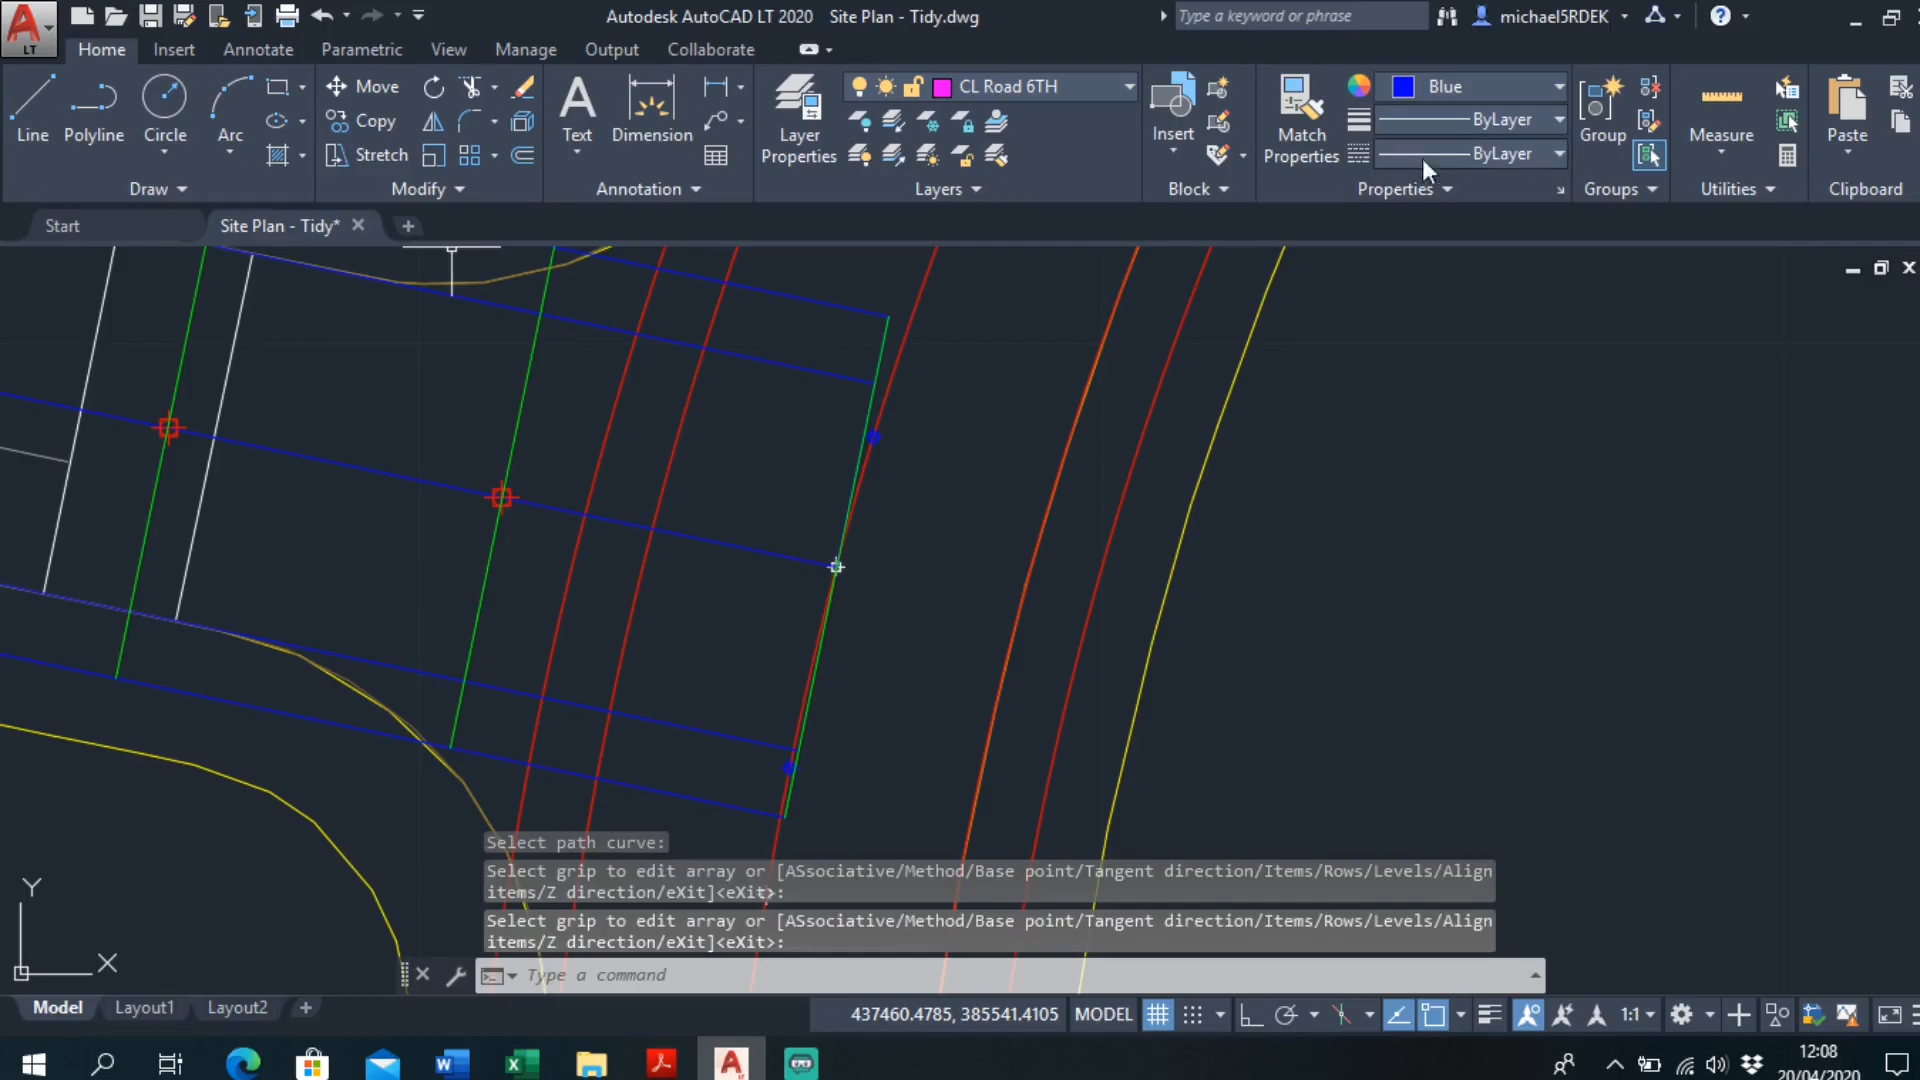 Autodesk AutoCAD LT 2020 Site Plan - Tidy.dwg
Type a keyword or phrase
michael5RDEK
LT
Home Insert Annotate Parametric View Manage Output Collaborate
Line Polyline Circle Arc
Move
Copy
Stretch
Text Dimension
Layer
Properties
CL Road 6TH
Insert
Match
Properties
Blue
ByLayer
ByLayer
Group
Measure
Paste
Draw Modify Annotation Layers Block Properties Groups Utilities Clipboard
Start
Site Plan - Tidy*
Select path curve:
Select grip to edit array or [ASsociative/Method/Base point/Tangent direction/Items/Rows/Levels/Align
items/Z direction/eXit]<eXit>:
Select grip to edit array or [ASsociative/Method/Base point/Tangent direction/Items/Rows/Levels/Align
items/Z direction/eXit]<eXit>:
Y
X
Type a command
Model Layout1 Layout2
437460.4785, 385541.4105 MODEL
1:1
12:08
20/04/2020